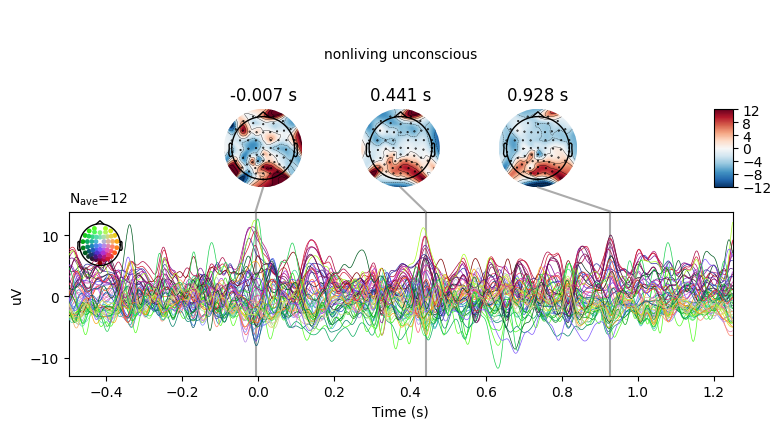 nonliving unconscious
-0.007 s 0.441 s 0.928 s
12
8
4
0
−4
−8
−12
Nave=12
10
0
−10
uV
−0.4 −0.2 0.0 0.2 0.4 0.6 0.8 1.0 1.2
Time (s)